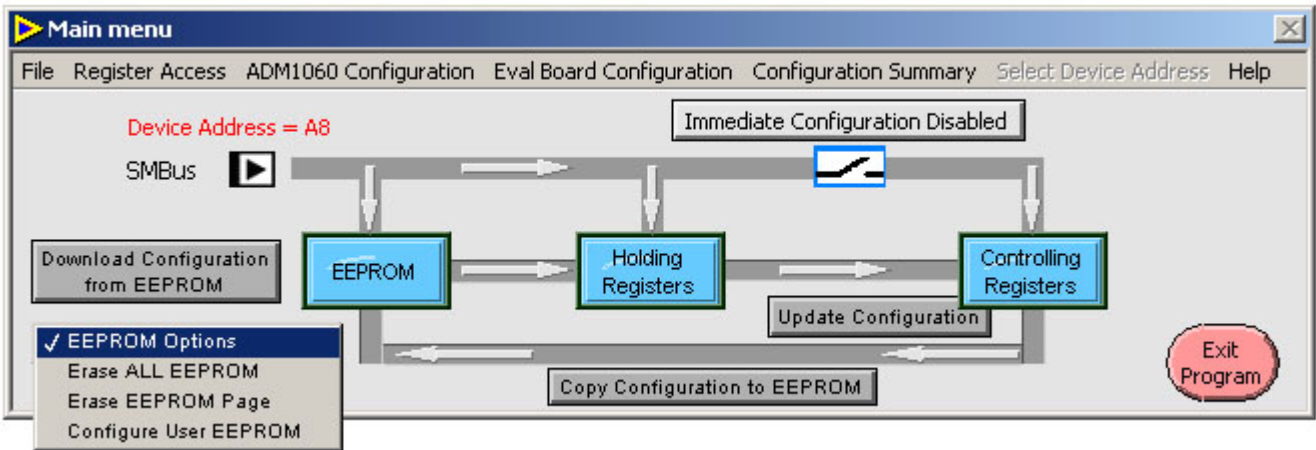 Main menu
File Register Access ADM1060 Configuration Eval Board Configuration Configuration Summary Select Device Address Help
Immediate Configuration Disabled
Device Address = A8
SMBus
Download Configuration
from EEPROM
EEPROM
Holding
Registers
Controlling
Registers
Update Configuration
EEPROM Options
Erase ALL EEPROM
Erase EEPROM Page
Configure User EEPROM
Copy Configuration to EEPROM
Exit
Program